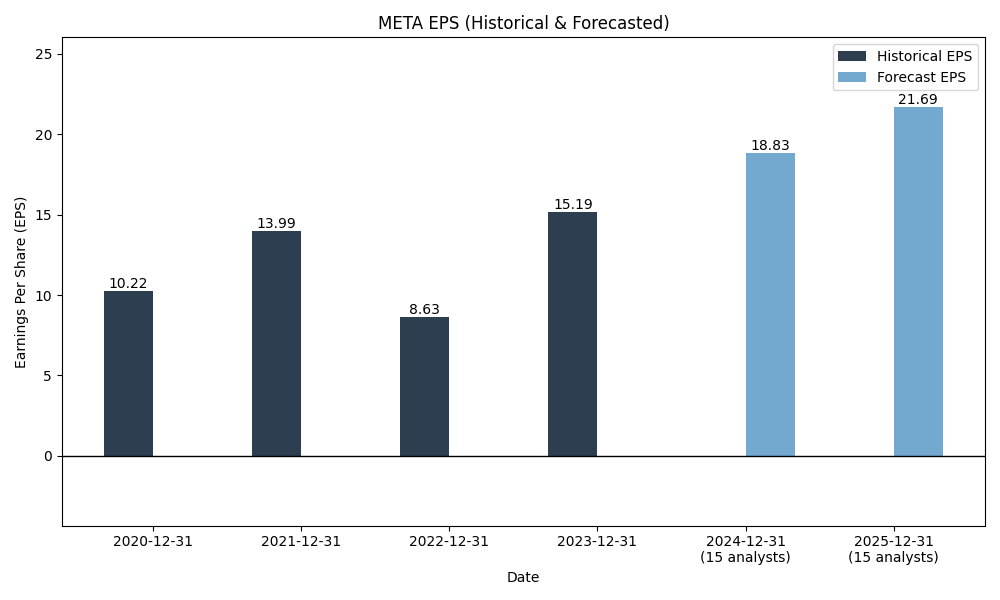 META EPS (Historical & Forecasted)
Historical EPS
Forecast EPS
Earnings Per Share (EPS)
25
20
15
10
5
0
10.22
13.99
8.63
15.19
18.83
21.69
2020-12-31
2021-12-31
2022-12-31
2023-12-31
2024-12-31
(15 analysts)
2025-12-31
(15 analysts)
Date